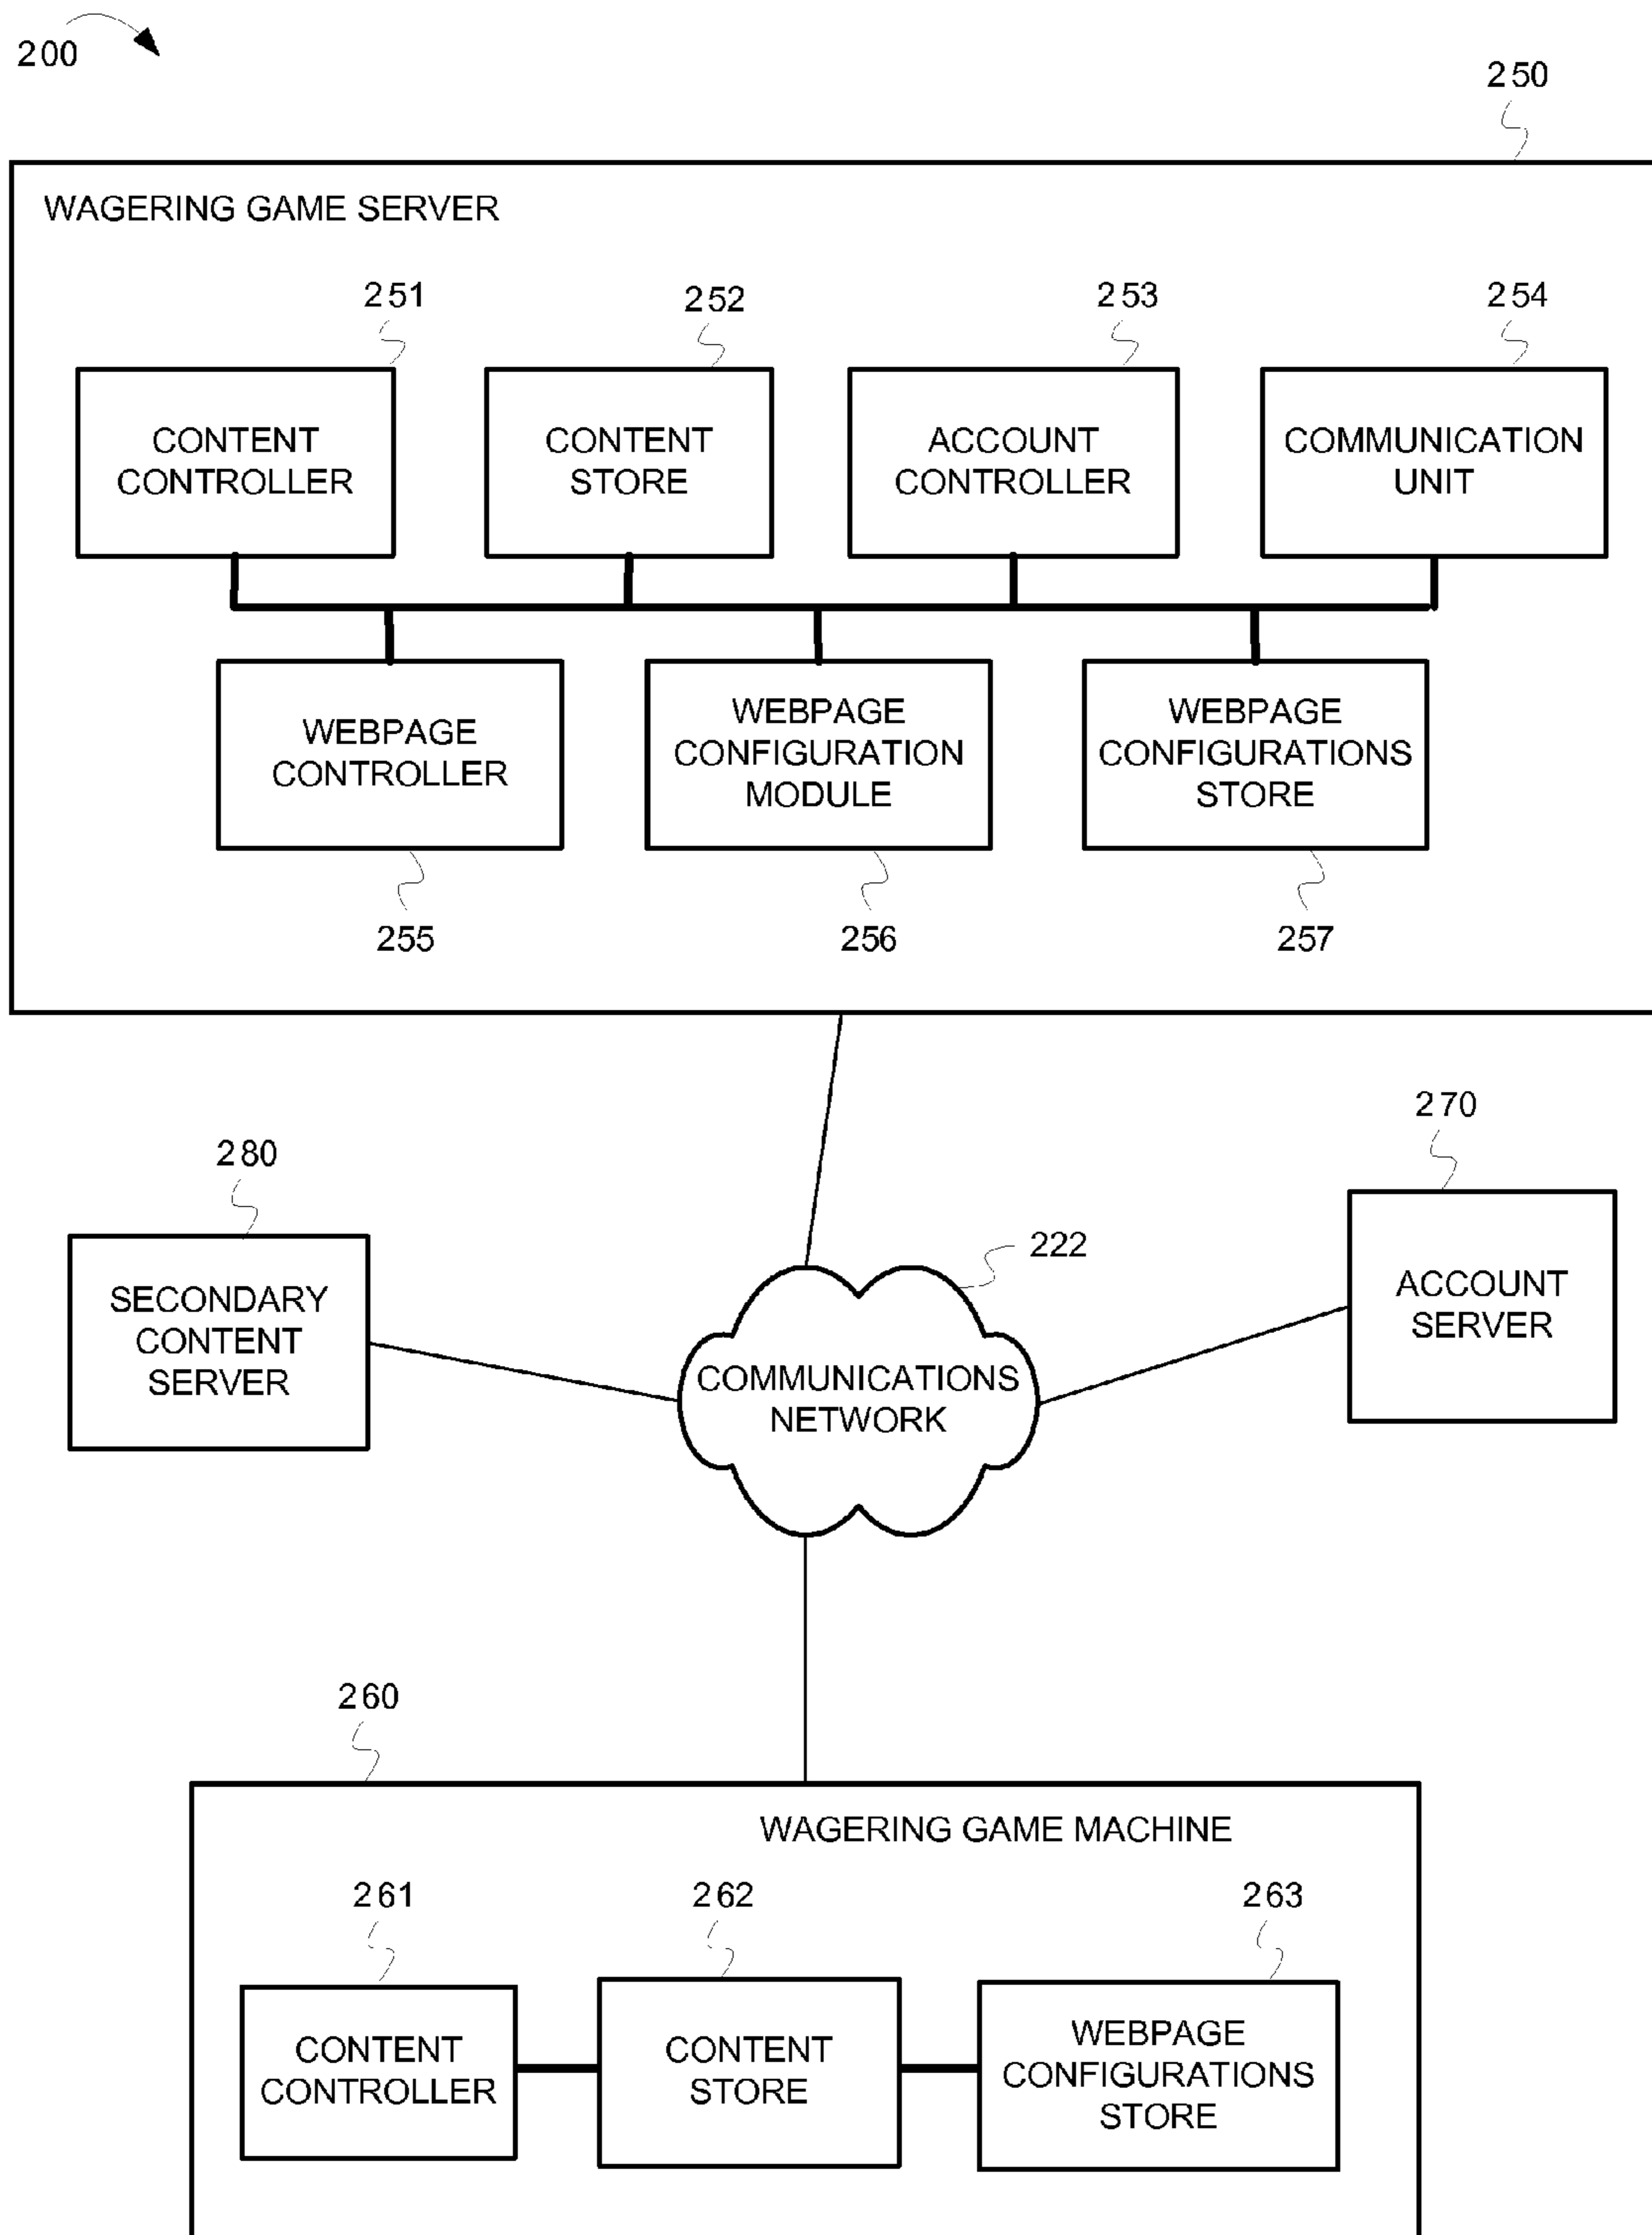 200
250
WAGERING GAME SERVER
251
252
253
254
CONTENT
CONTROLLER
CONTENT
STORE
ACCOUNT
CONTROLLER
COMMUNICATION
UNIT
WEBPAGE
CONTROLLER
WEBPAGE
CONFIGURATION
MODULE
WEBPAGE
CONFIGURATIONS
STORE
255
256
257
280
270
222
SECONDARY
CONTENT
SERVER
COMMUNICATIONS
NETWORK
ACCOUNT
SERVER
260
WAGERING GAME MACHINE
261
262
263
CONTENT
CONTROLLER
CONTENT
STORE
WEBPAGE
CONFIGURATIONS
STORE